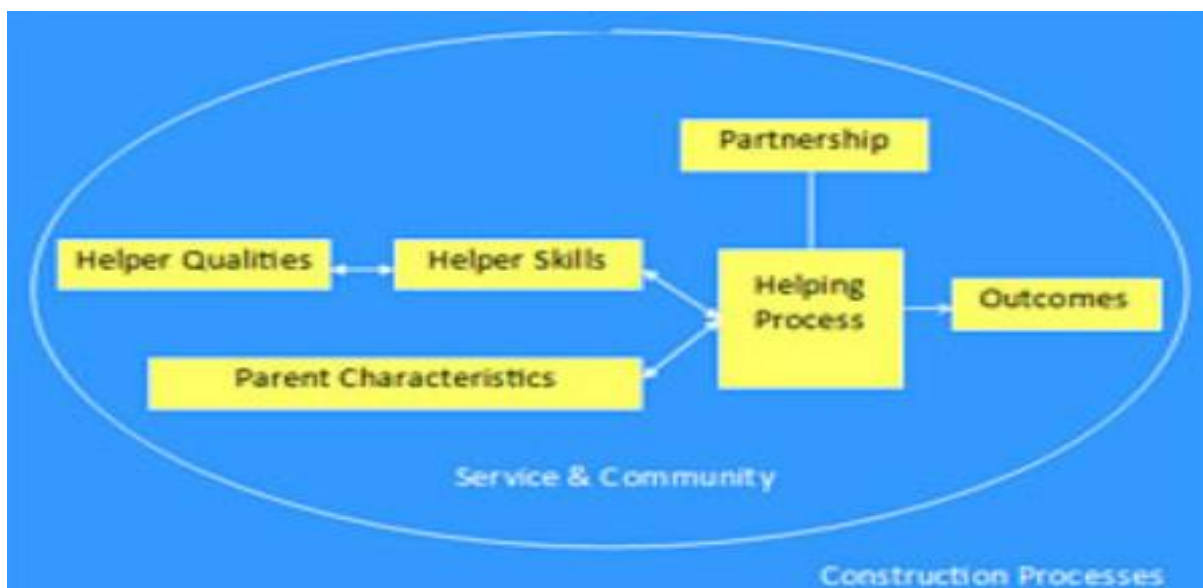 Partnership
Helper Qualities
Helper Skills
Helping
Process
Outcomes
Parent Characteristics
Service & Community
Construction Processes